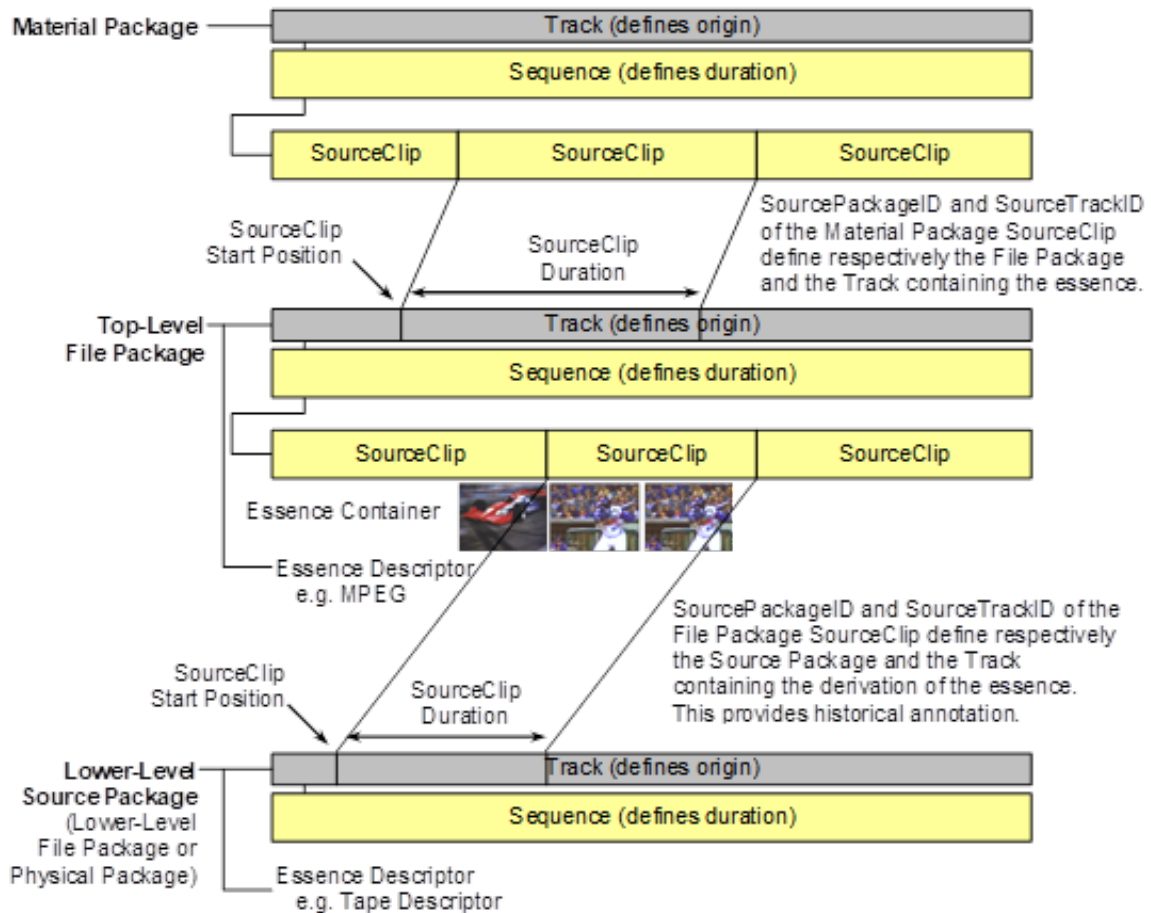 Material Package
Track (defines origin)
Sequence (defines duration)
SourceClip
SourceClip
SourceClip
SourceClip
Start Position
SourceClip
Duration
SourcePackageID and SourceTrackID
of the Material Package SourceClip
define respectively the File Package
and the Track containing the essence.
Top-Level
File Package
Track (defines origin)
Sequence (defines duration)
SourceClip
SourceClip
SourceClip
Essence Container
Essence Descriptor
e.g. MPEG
SourcePackageID and SourceTrackID of the
File Package SourceClip define respectively
the Source Package and the Track
containing the derivation of the essence.
This provides historical annotation.
SourceClip
Start Position
SourceClip
Duration
Lower-Level
Source Package
(Lower-Level
File Package or
Physical Package)
Track (defines origin)
Sequence (defines duration)
Essence Descriptor
e.g. Tape Descriptor